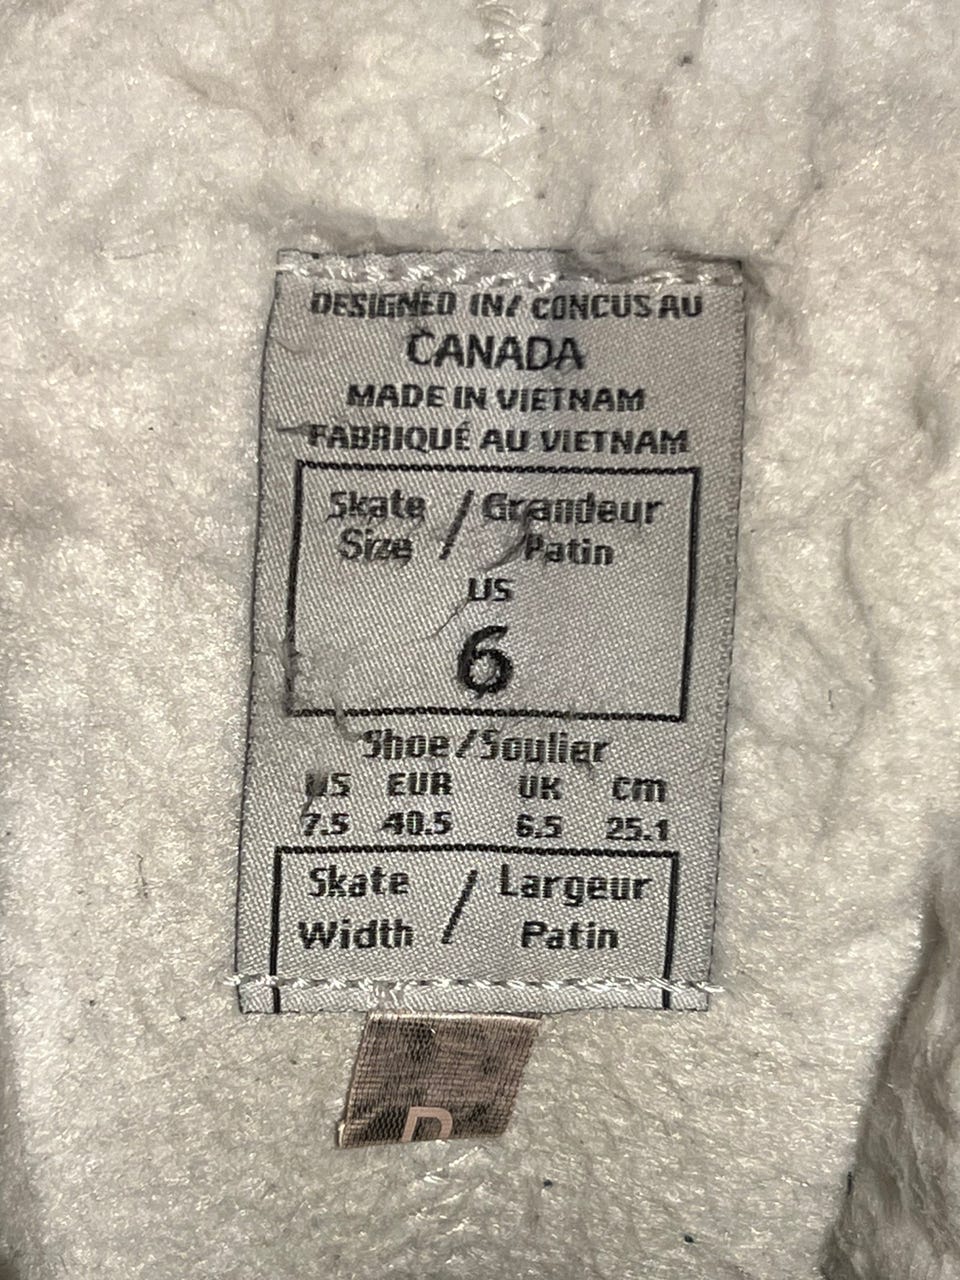 DESIGNED IN/ CONCUS AU
CANADA
MADE IN VIETNAM
FABRIQUÉ AU VIETNAM
Skate / Grandeur
Size / Patin
US
6
Shoe/Soulier
US EUR UK cm
7.5 40.5 6.5 25.1
Skate / Largeur
Width / Patin
D